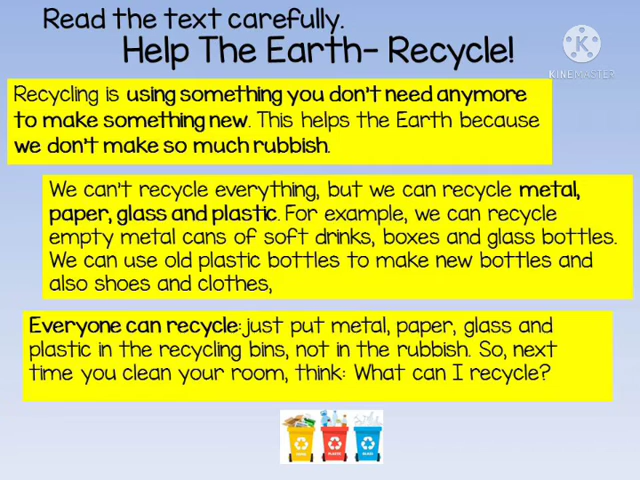 Read the text carefully.
Help The Earth- Recycle!
KINEMASTER
Recycling is using something you don't need anymore
to make something new. This helps the Earth because
we don't make so much rubbish.
We can't recycle everything, but we can recycle metal,
paper, glass and plastic. For example, we can recycle
empty metal cans of soft drinks, boxes and glass bottles.
We can use old plastic bottles to make new bottles and
also shoes and clothes,
Everyone can recycle: just put metal, paper, glass and
plastic in the recycling bins, not in the rubbish. So, next
time you clean your room, think: What can I recycle?